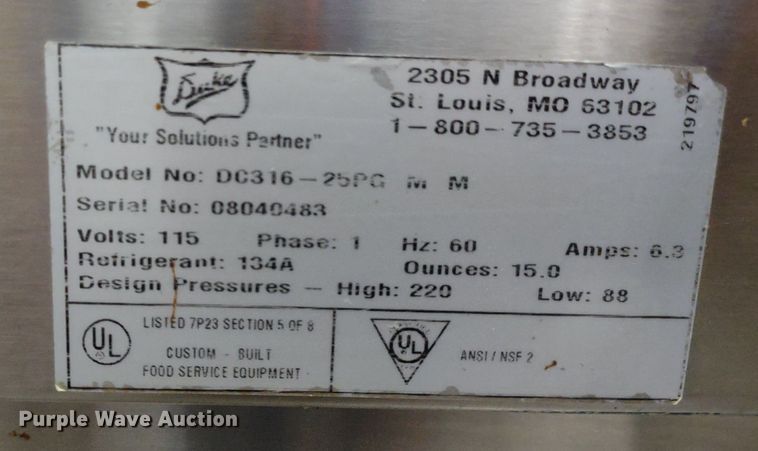 Duke
"Your Solutions Partner"
2305 N Broadway
St. Louis, MO 63102
1-800-735-3853
219797
Model No: DC316-25PG M M
Serial No: 08040483
Volts: 115 Phase: 1 Hz: 60 Amps: 6.3
Refrigerant: 134A Ounces: 15.0
Design Pressures - High: 220 Low: 88
UL
LISTED 7P23 SECTION 5 OF 8
CUSTOM - BUILT
FOOD SERVICE EQUIPMENT
UL
ANSI / NSF 2
Purple Wave Auction